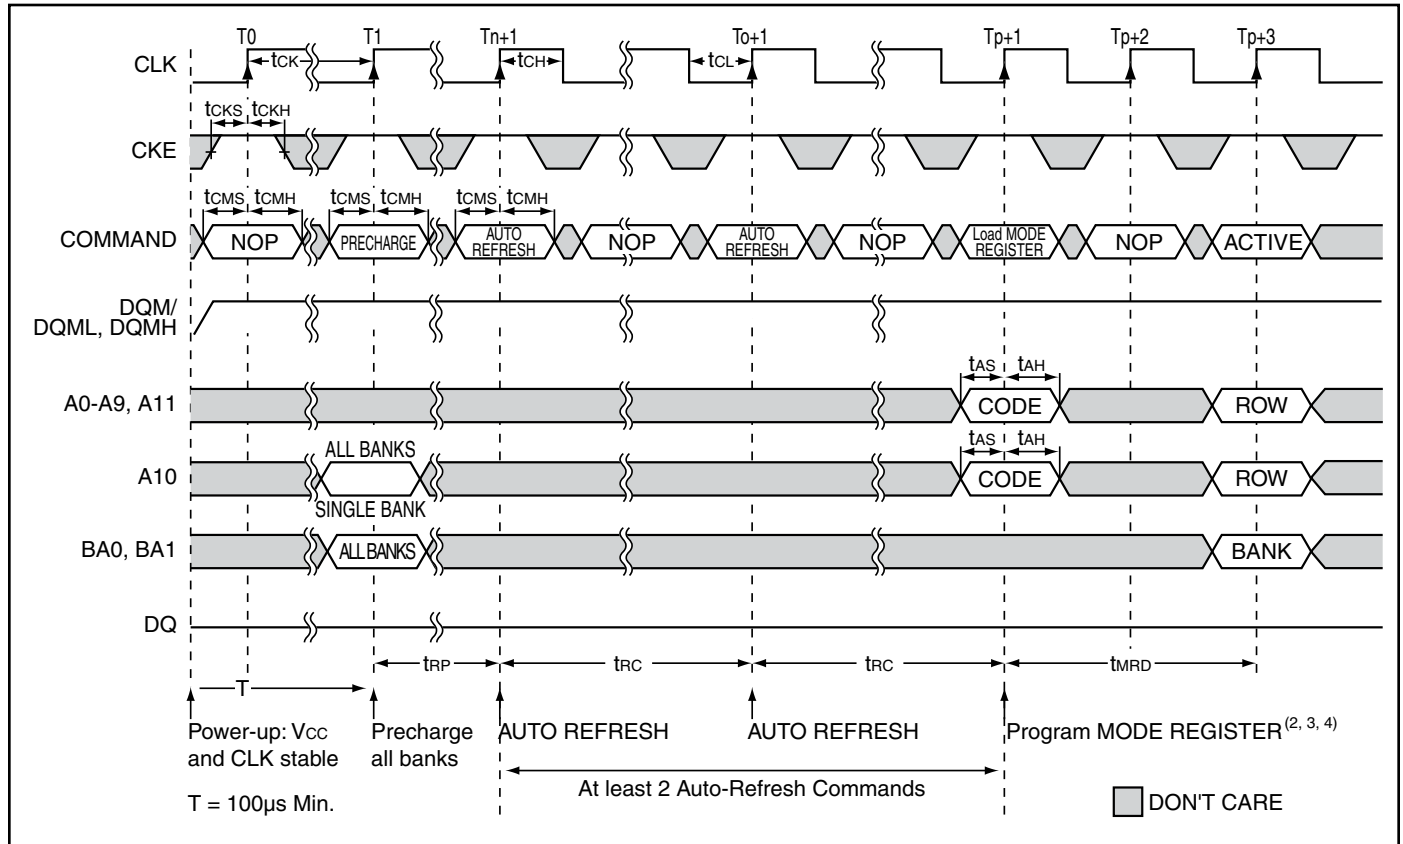 T0 T1 Tn+1 To+1 Tp+1 Tp+2 Tp+3
CLK tCK tCH tCL
tCKS tCKH
CKE
tCMS tCMH tCMS tCMH tCMS tCMH
COMMAND NOP PRECHARGE AUTO REFRESH NOP AUTO REFRESH NOP Load MODE REGISTER NOP ACTIVE
DQM/
DQML, DQMH
tAS tAH
A0-A9, A11 CODE ROW
ALL BANKS tAS tAH
A10 CODE ROW
SINGLE BANK
BA0, BA1 ALL BANKS BANK
DQ
tRP tRC tRC tMRD
T
Power-up: VCC Precharge AUTO REFRESH AUTO REFRESH Program MODE REGISTER(2, 3, 4)
and CLK stable all banks
At least 2 Auto-Refresh Commands
T = 100µs Min. DON'T CARE